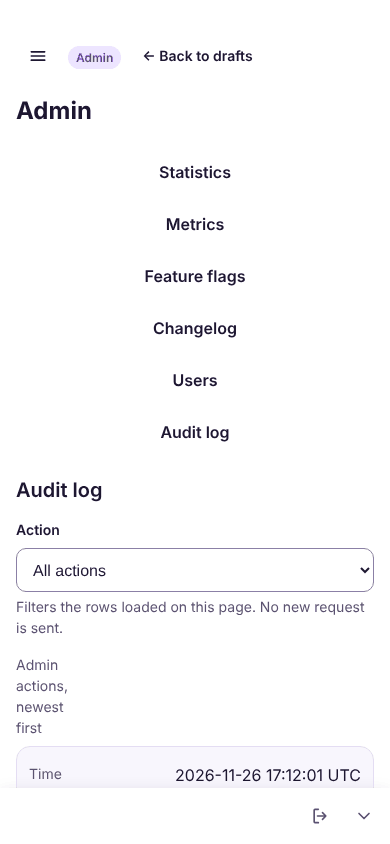 Admin
← Back to drafts
Admin
Statistics
Metrics
Feature flags
Changelog
Users
Audit log
Audit log
Action
All actions
Filters the rows loaded on this page. No new request
is sent.
Admin
actions,
newest
first
Time
2026-11-26 17:12:01 UTC